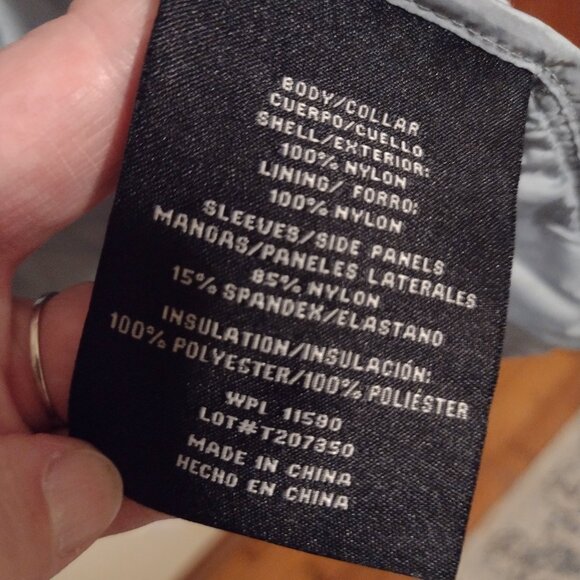 BODY/COLLAR
CUERPO/CUELLO
SHELL/EXTERIOR:
100% NYLON
LINING/ FORRO:
100% NYLON
SLEEVES/SIDE PANELS
MANGAS/PANELES LATERALES
85% NYLON
15% SPANDEX/ELASTANO
INSULATION/INSULACIÓN:
100% POLYESTER/100% POLIÉSTER
WPL 11590
LOT#T207350
MADE IN CHINA
HECHO EN CHINA